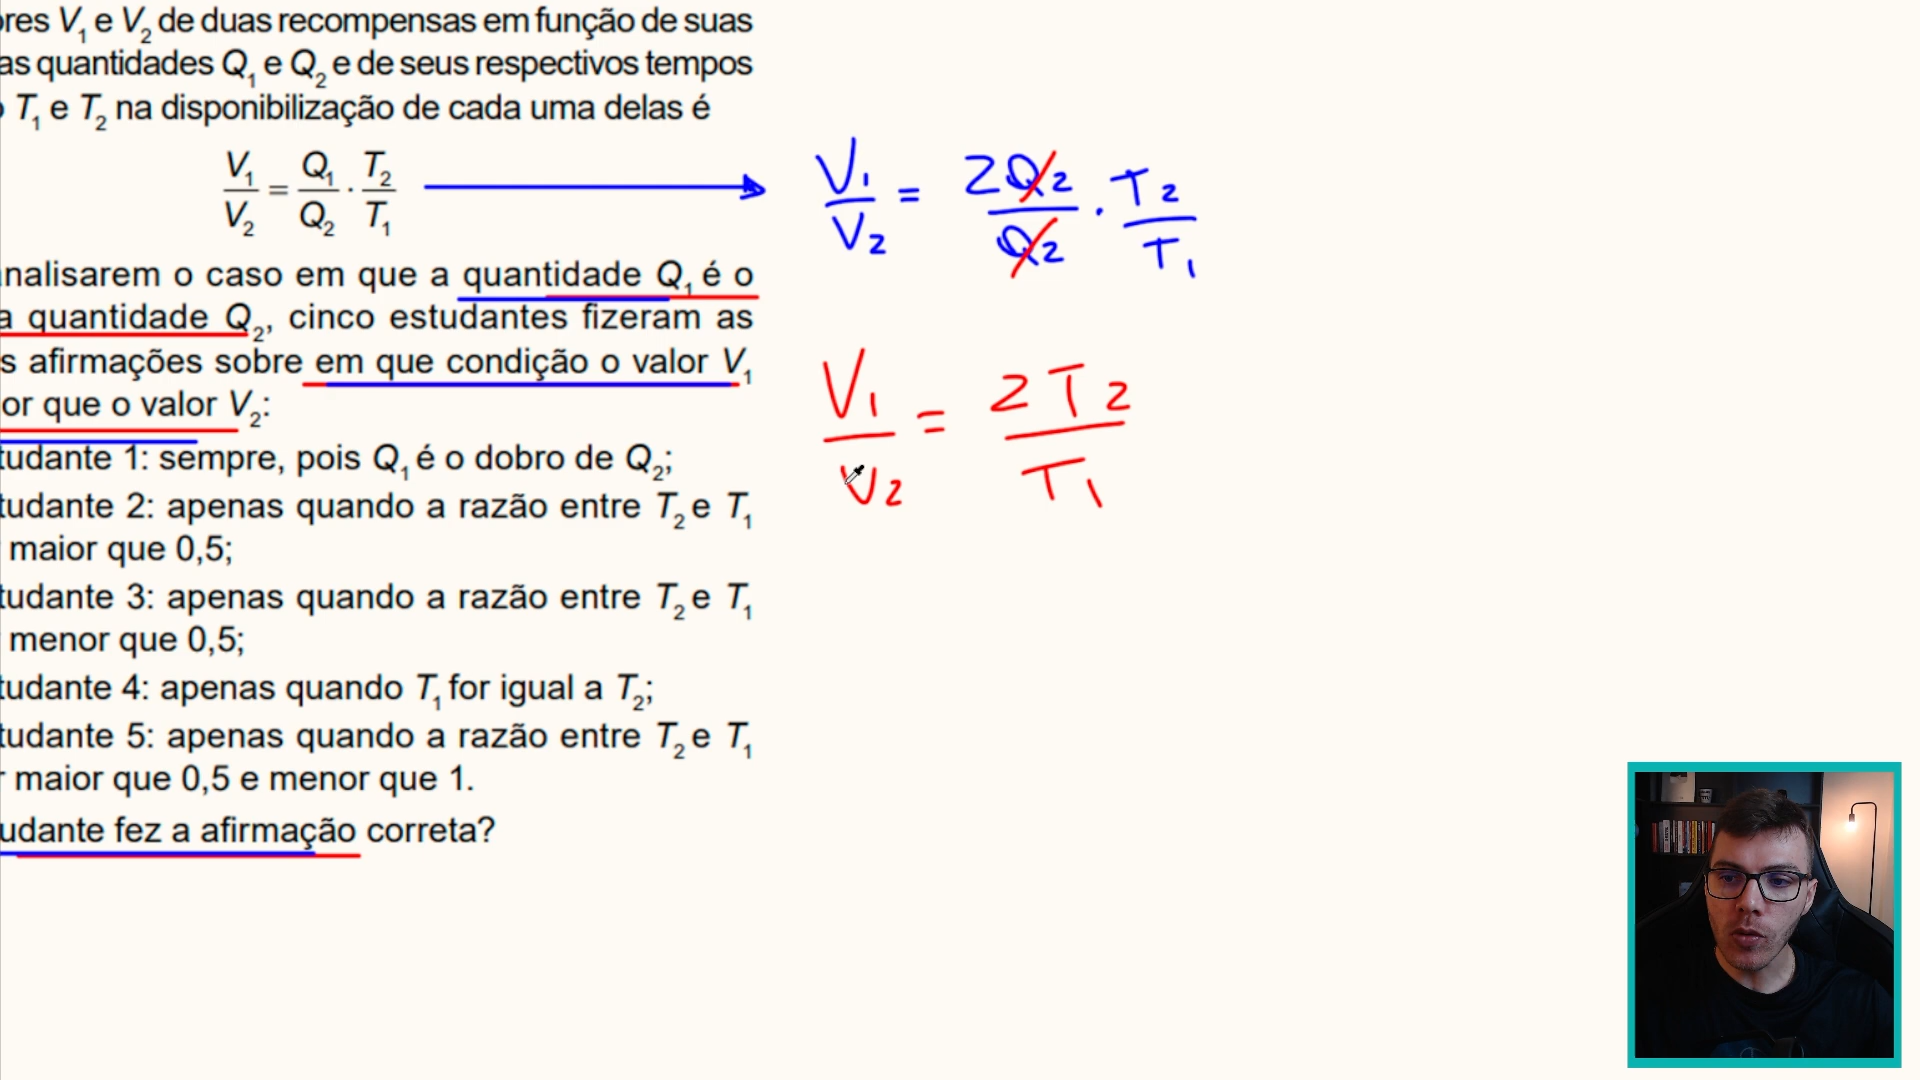 ores V1 e V2 de duas recompensas em função de suas
as quantidades Q1 e Q2 e de seus respectivos tempos
o T1 e T2 na disponibilização de cada uma delas é
V1/V2 = Q1/Q2 · T2/T1
V1/V2 = 2Q2/Q2 · T2/T1
nalisarem o caso em que a quantidade Q1 é o
a quantidade Q2, cinco estudantes fizeram as
s afirmações sobre em que condição o valor V1
or que o valor V2:
V1/V2 = 2T2/T1
tudante 1: sempre, pois Q1 é o dobro de Q2;
tudante 2: apenas quando a razão entre T2 e T1
maior que 0,5;
tudante 3: apenas quando a razão entre T2 e T1
menor que 0,5;
tudante 4: apenas quando T1 for igual a T2;
tudante 5: apenas quando a razão entre T2 e T1
r maior que 0,5 e menor que 1.
udante fez a afirmação correta?